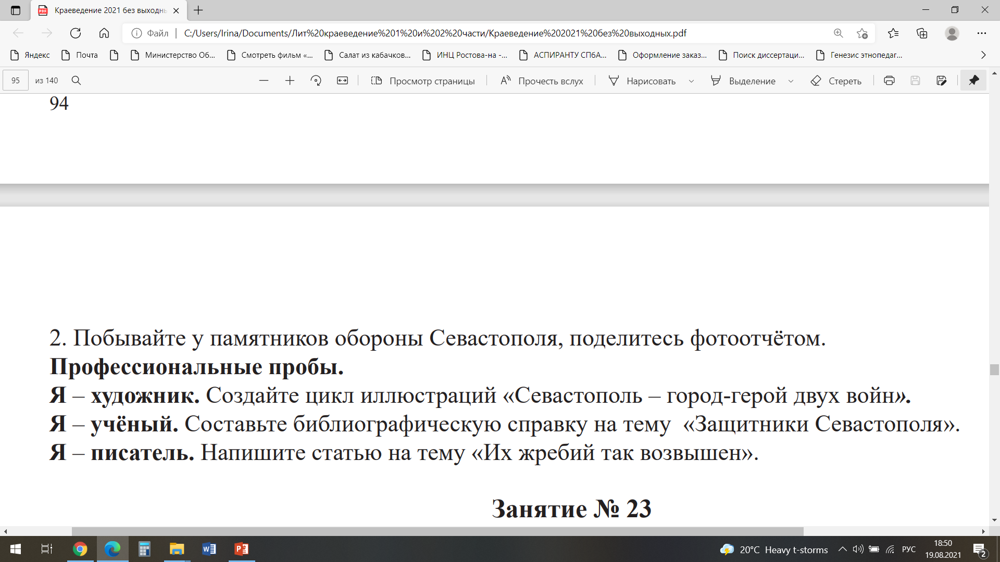 Краеведение 2021 без выходны
Файл
C:/Users/Irina/Documents/Лит%20краеведение%201%20и%202%20части/Краеведение%202021%20без%20выходных.pdf
Яндекс Почта Министерство Об... Смотреть фильм «... Салат из кабачков... ИНЦ Ростова-на -... АСПИРАНТУ СПбА... Оформление заказ... Поиск диссертаци... Генезис этнопедаг...
95 из 140 Просмотр страницы Прочесть вслух Нарисовать Выделение Стереть
94
2. Побывайте у памятников обороны Севастополя, поделитесь фотоотчётом.
Профессиональные пробы.
Я – художник. Создайте цикл иллюстраций «Севастополь – город-герой двух войн».
Я – учёный. Составьте библиографическую справку на тему «Защитники Севастополя».
Я – писатель. Напишите статью на тему «Их жребий так возвышен».
Занятие № 23
20°C Heavy t-storms РУС 18:50
19.08.2021 2